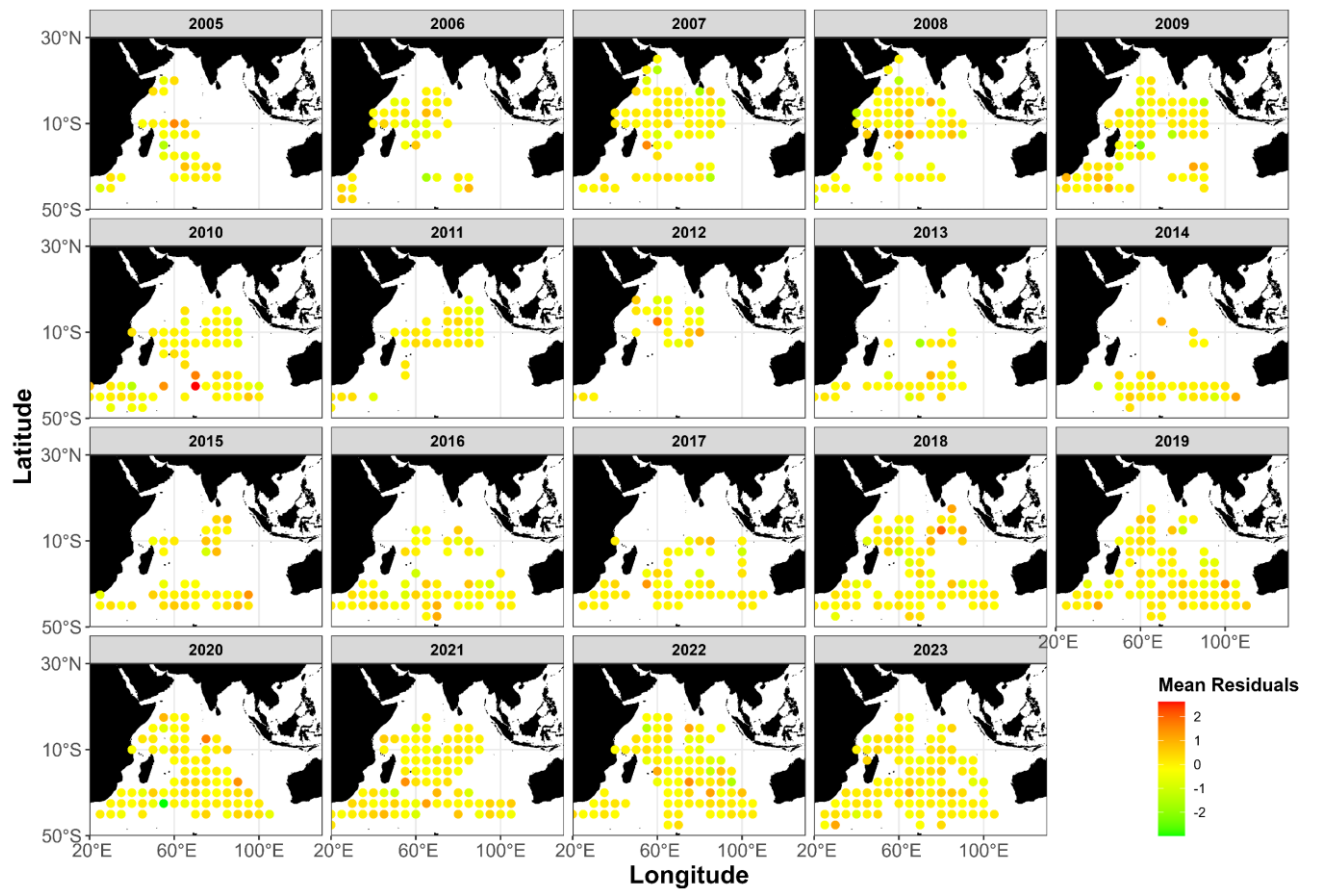 2005 2006 2007 2008 2009
30°N
10°S
50°S
2010 2011 2012 2013 2014
30°N
10°S
50°S
2015 2016 2017 2018 2019
30°N
10°S
50°S
20°E 60°E 100°E
2020 2021 2022 2023
30°N
10°S
50°S
20°E 60°E 100°E 20°E 60°E 100°E 20°E 60°E 100°E 20°E 60°E 100°E
Latitude
Longitude
Mean Residuals
2
1
0
-1
-2